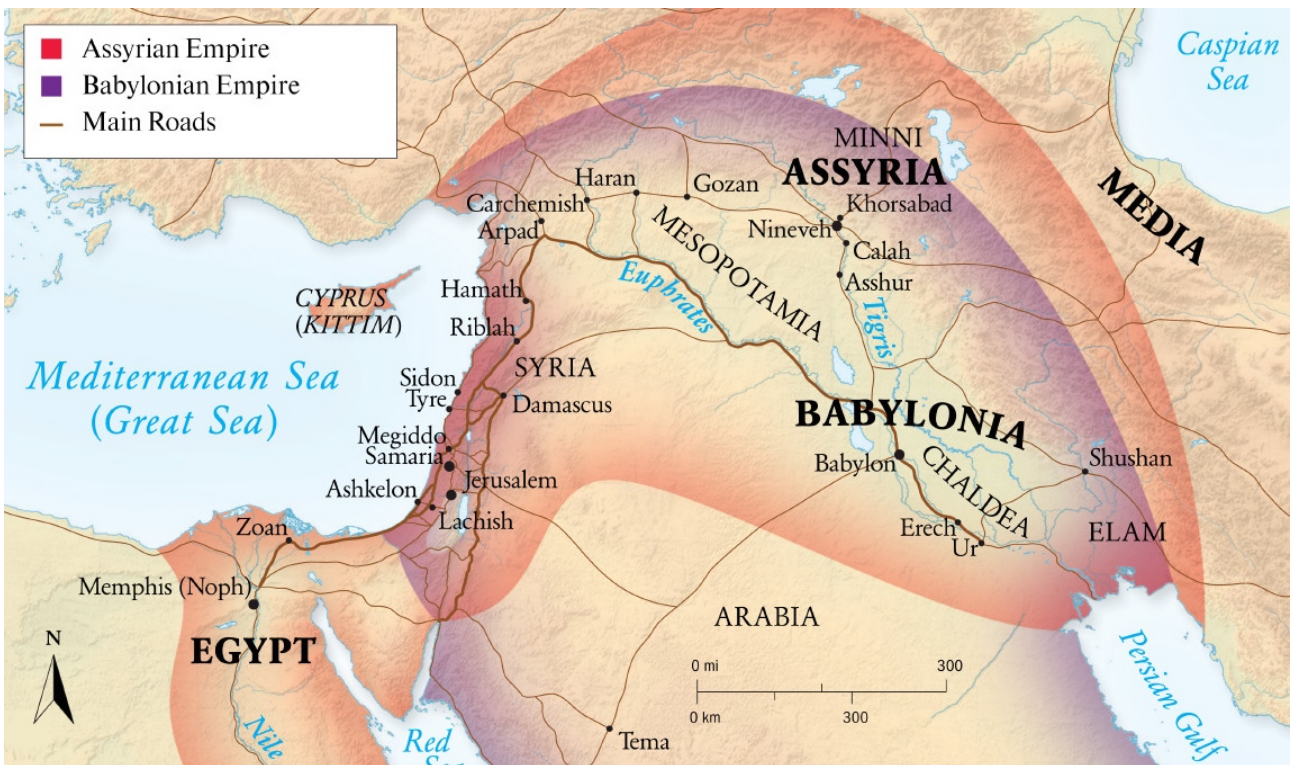 Assyrian Empire
Babylonian Empire
Main Roads
Caspian
Sea
MINNI
ASSYRIA
MEDIA
Haran
Gozan
Khorsabad
Carchemish
Arpad
Nineveh
Calah
MESOPOTAMIA
Asshur
Euphrates
Tigris
CYPRUS
(KITTIM)
Hamath
Riblah
SYRIA
Mediterranean Sea
(Great Sea)
Sidon
Tyre
Damascus
BABYLONIA
Megiddo
Samaria
Babylon
CHALDEA
Shushan
Jerusalem
Ashkelon
Lachish
Zoan
Erech
Ur
ELAM
Memphis (Noph)
ARABIA
N
EGYPT
0 mi 300
0 km 300
Persian Gulf
Nile
Red
Tema